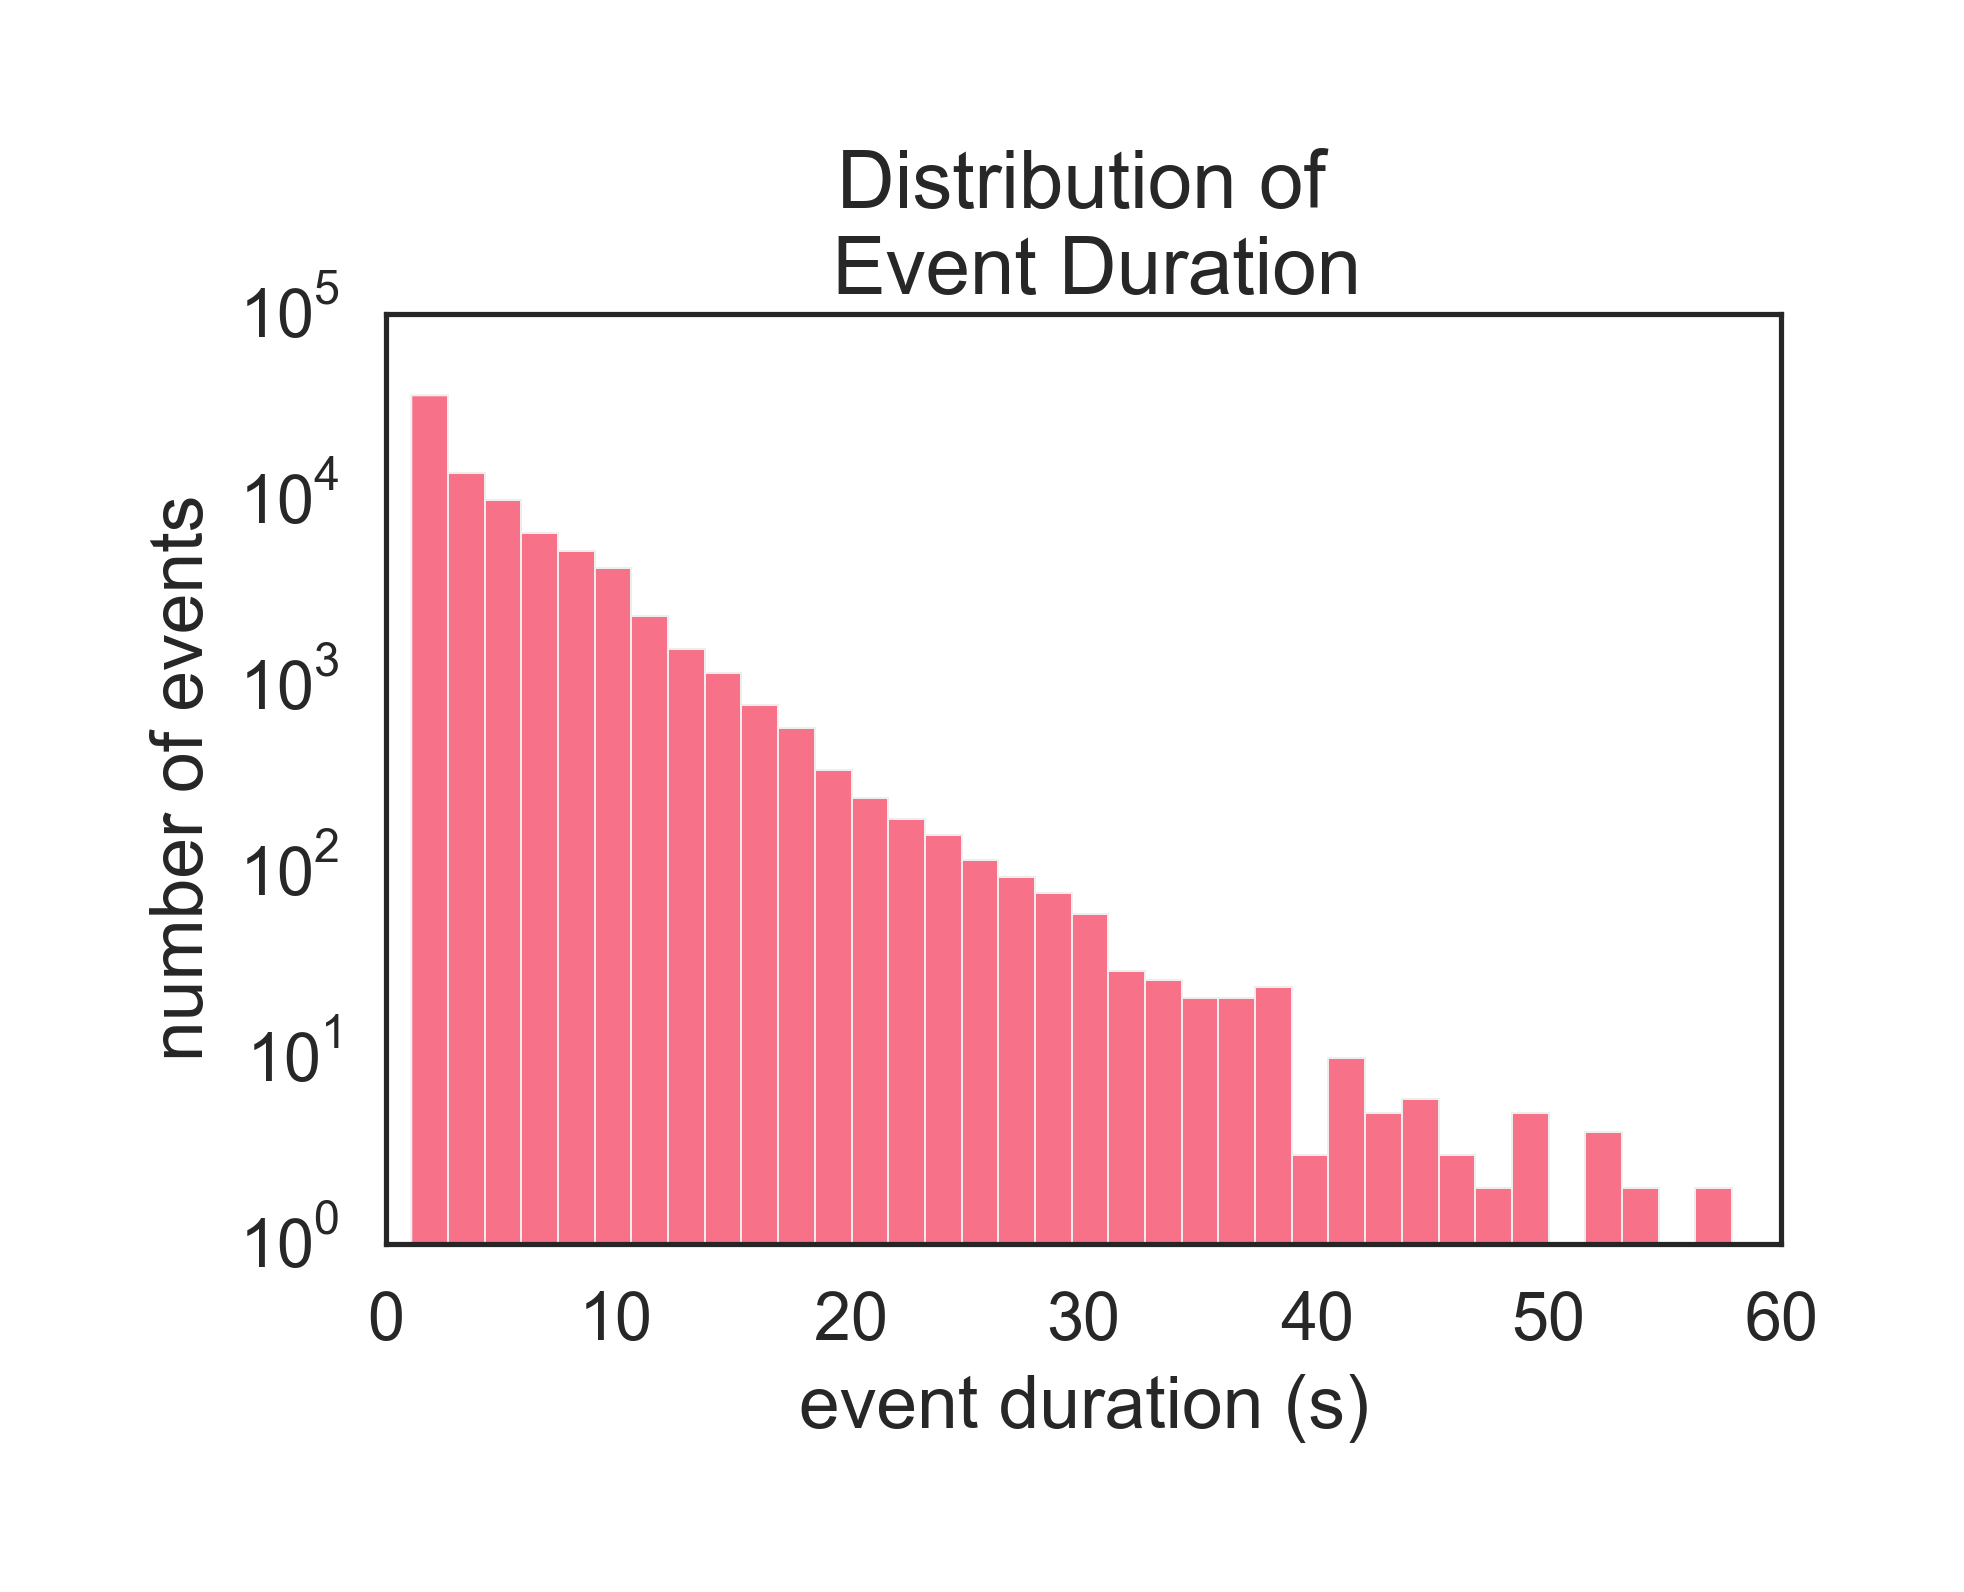 Distribution of
Event Duration
10^5
10^4
10^3
10^2
10^1
10^0
number of events
0 10 20 30 40 50 60
event duration (s)